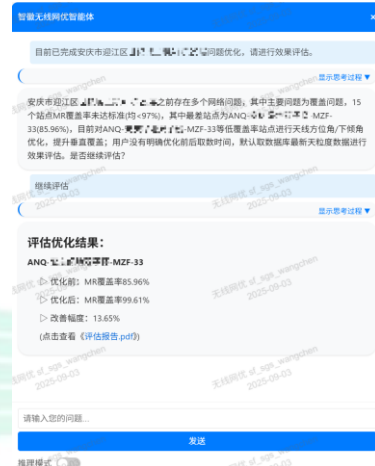 智徽无线网优智能体
×
目前已完成安庆市迎江区问题优化，请进行效果评估。
显示思考过程 ▼
安庆市迎江区之前存在多个网络问题，其中主要问题为覆盖问题，15
个站点MR覆盖率未达标准(均<97%)，其中最差站点为ANQ-MZF-
33(85.96%)，目前对ANQ-MZF-33等低覆盖率站点进行天线方位角/下倾角
优化，提升垂直覆盖；用户没有明确优化前后取数时间，默认取数据库最新天粒度数据进行
效果评估。是否继续评估？
继续评估
显示思考过程 ▼
评估优化结果：
ANQ-MZF-33
▷ 优化前：MR覆盖率85.96%
▷ 优化后：MR覆盖率99.61%
▷ 改善幅度：13.65%
(点击查看《评估报告.pdf》)
请输入您的问题...
发送
推理模式
无线网优 sf_sgs_wangchen
2025-09-03